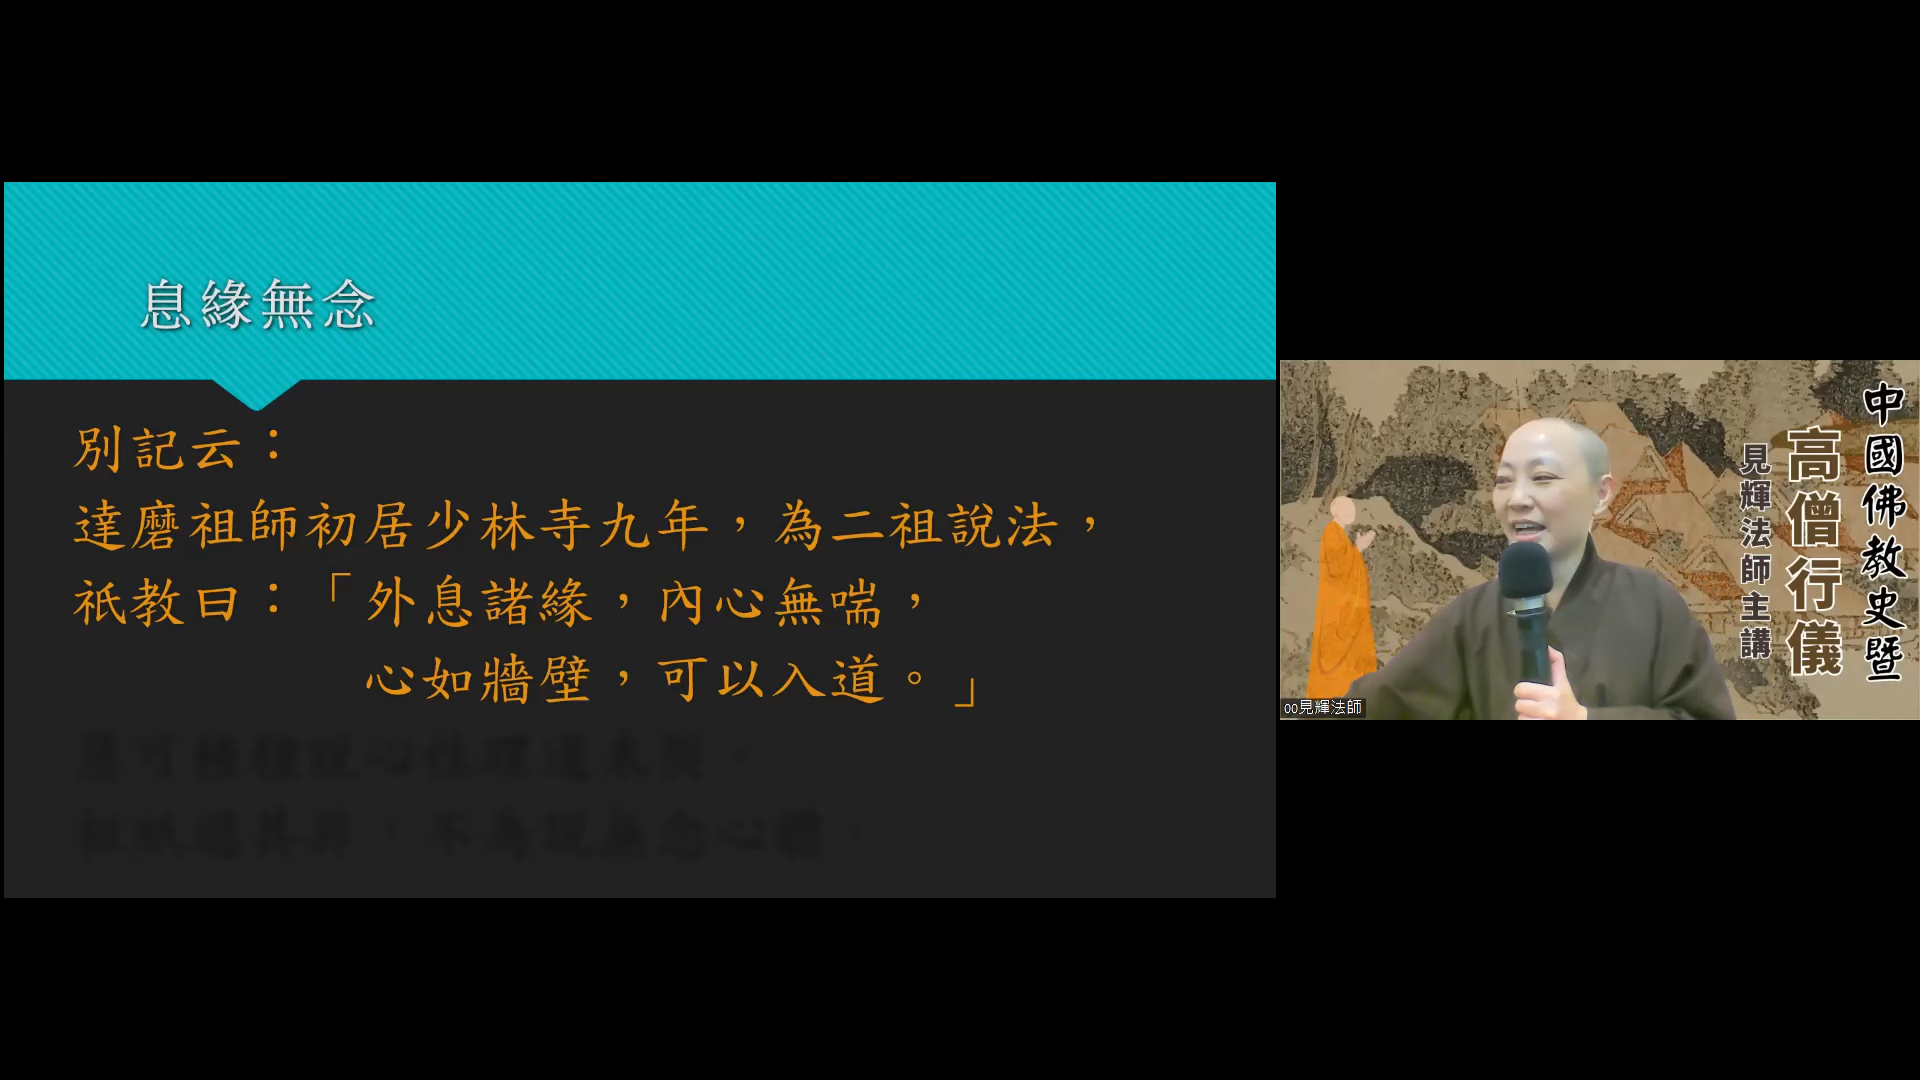 息緣無念
別記云：
達磨祖師初居少林寺九年，為二祖說法，
祇教曰：「外息諸緣，內心無喘，
心如牆壁，可以入道。」
中國佛教史暨
高僧行儀
見輝法師主講
oo見輝法師